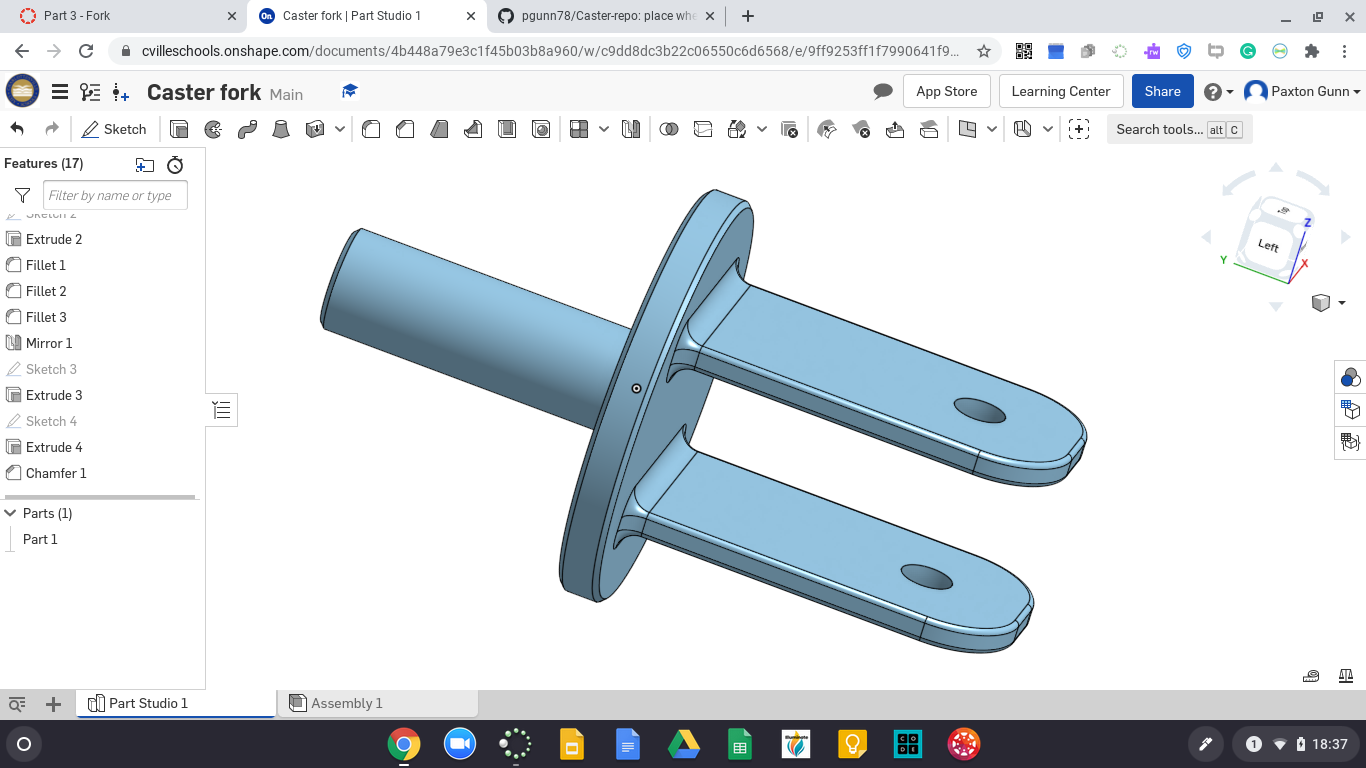 Part 3 - Fork
On Caster fork | Part Studio 1
pgunn78/Caster-repo: place whe
cvilleschools.onshape.com/documents/4b448a79e3c1f45b03b8a960/w/c9dd8dc3b22c06550c6d6568/e/9ff9253ff1f7990641f9...
rw
Caster fork Main
App Store
Learning Center
Share
Paxton Gunn
Sketch
Search tools... alt C
Features (17)
Filter by name or type
Sketch 2
Extrude 2
Fillet 1
Fillet 2
Fillet 3
Mirror 1
Sketch 3
Extrude 3
Sketch 4
Extrude 4
Chamfer 1
Parts (1)
Part 1
Left
Z
Y
X
Part Studio 1
Assembly 1
CO
DE
1
18:37